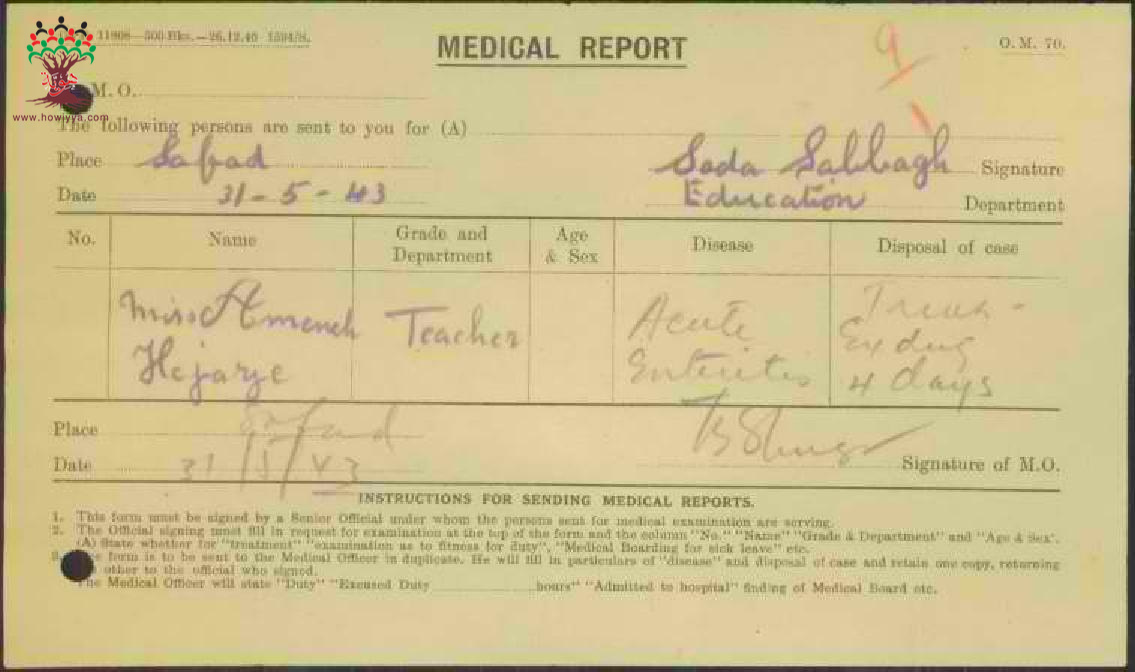 11808—500 Bks.—26.12.40
O. M. 70.
MEDICAL REPORT
9
www.howiyya.com
M. O.
The following persons are sent to you for (A)
Place Safad
Soda Sabbagh Signature
Date 31-5-43
Education Department
No. Name Grade and Department Age & Sex Disease Disposal of case
Miss Ameneh Teacher Acute
Hejazye Enteritis 4 days
Place Safad
Date 31/5/43
Signature of M.O.
INSTRUCTIONS FOR SENDING MEDICAL REPORTS.
1. This form must be signed by a Senior Official under whom the persons sent for medical examination are serving.
2. The Official signing must fill in request for examination at the top of the form and the column "No." "Name" "Grade & Department" and "Age & Sex".
(A) State whether for "treatment" "examination as to fitness for duty", "Medical Boarding for sick leave" etc.
form is to be sent to the Medical Officer in duplicate. He will fill in particulars of "disease" and disposal of case and retain one copy, returning
other to the official who signed.
The Medical Officer will state "Duty" "Excused Duty hours" "Admitted to hospital" finding of Medical Board etc.